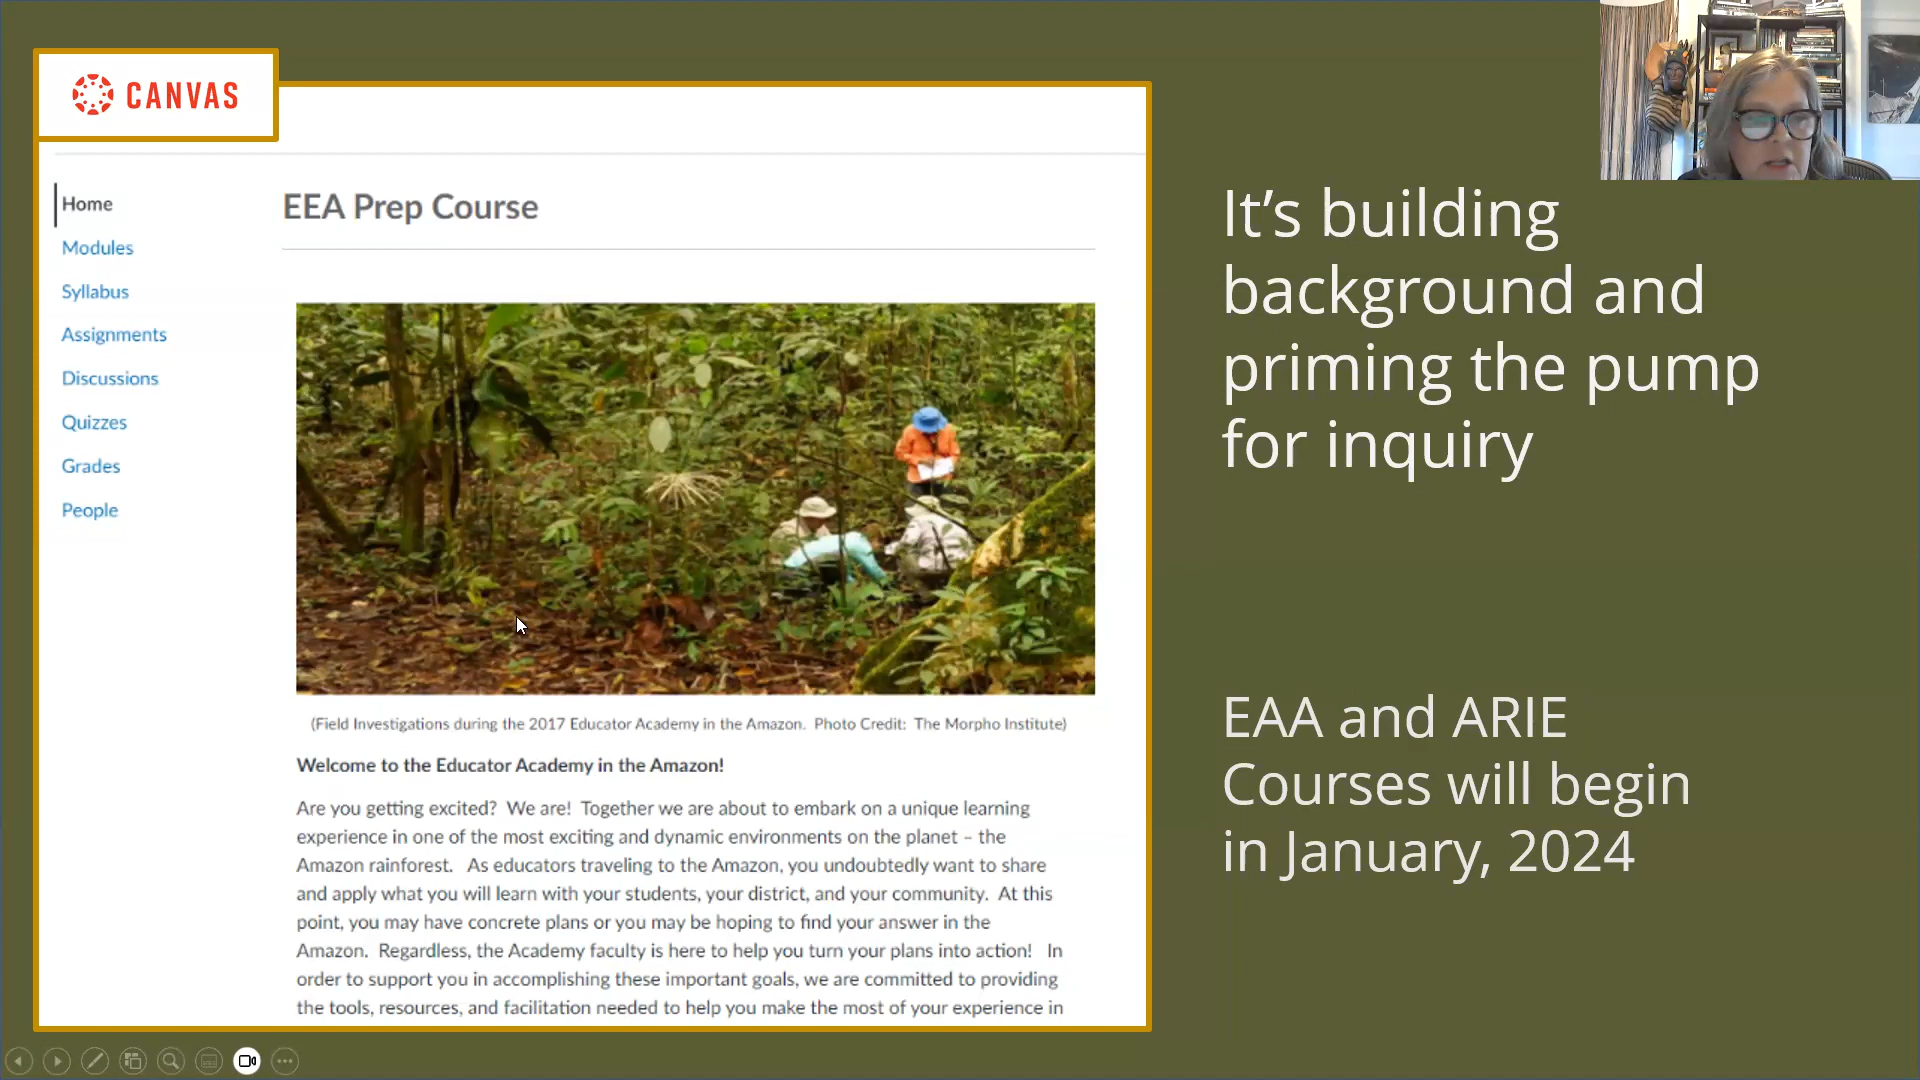 CANVAS
Home
Modules
Syllabus
Assignments
Discussions
Quizzes
Grades
People
EEA Prep Course
(Field Investigations during the 2017 Educator Academy in the Amazon.  Photo Credit:  The Morpho Institute)
Welcome to the Educator Academy in the Amazon!
Are you getting excited?  We are!  Together we are about to embark on a unique learning
experience in one of the most exciting and dynamic environments on the planet – the
Amazon rainforest.   As educators traveling to the Amazon, you undoubtedly want to share
and apply what you will learn with your students, your district, and your community.  At this
point, you may have concrete plans or you may be hoping to find your answer in the
Amazon.  Regardless, the Academy faculty is here to help you turn your plans into action!   In
order to support you in accomplishing these important goals, we are committed to providing
the tools, resources, and facilitation needed to help you make the most of your experience in
It’s building
background and
priming the pump
for inquiry
EAA and ARIE
Courses will begin
in January, 2024